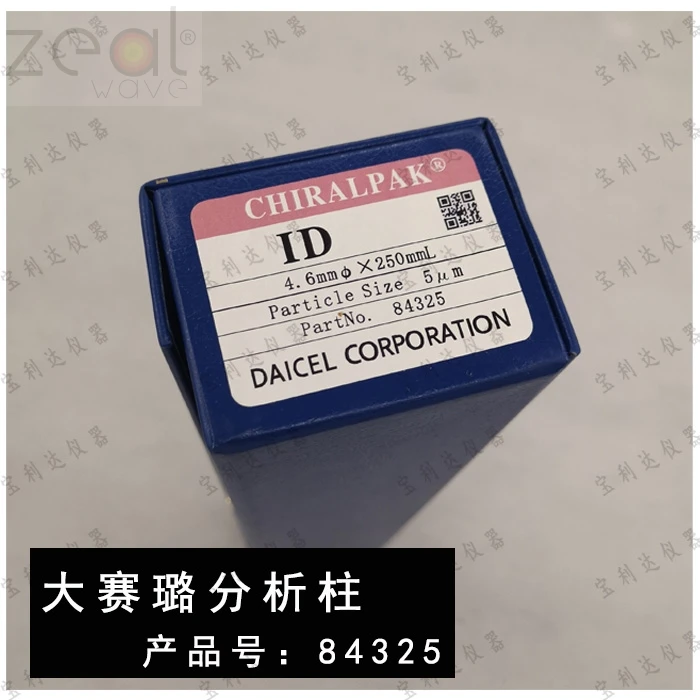 zeal®
wave
CHIRALPAK®
ID
4.6mmφ×250mmL
Particle Size 5μm
PartNo. 84325
DAICEL CORPORATION
宝利达仪器
大赛璐分析柱
产品号：84325